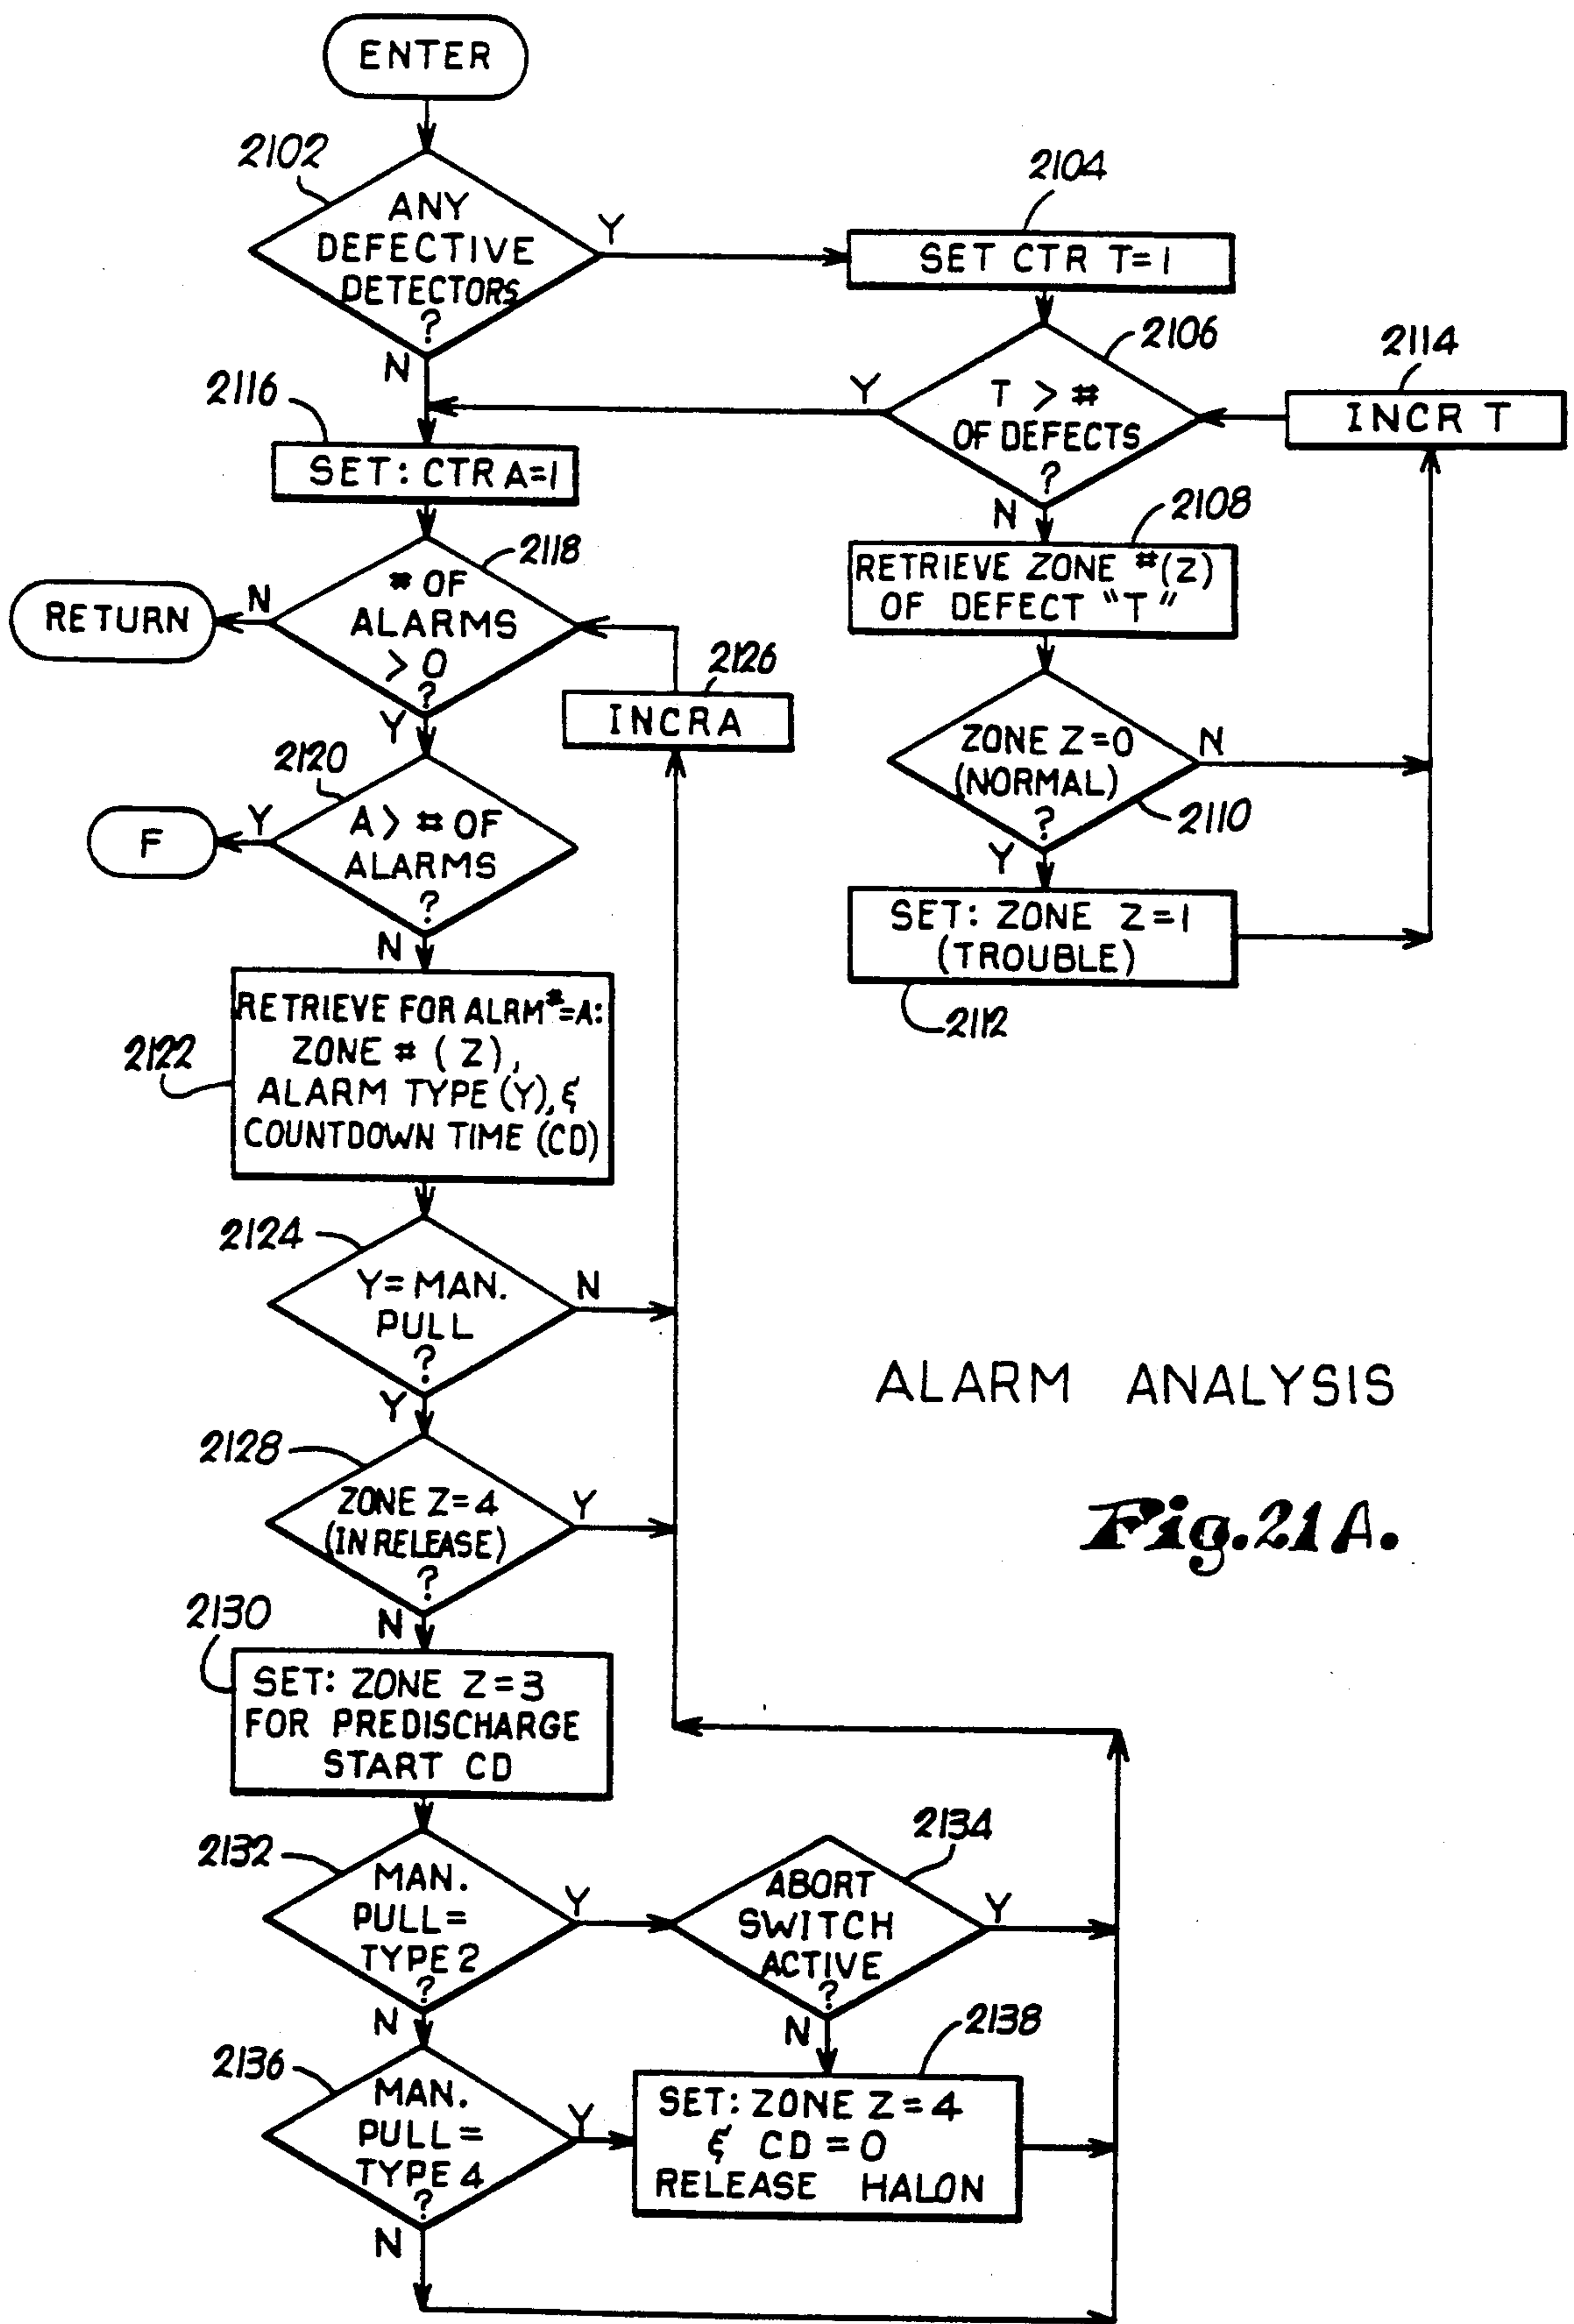 ENTER
2102
ANY
DEFECTIVE
DETECTORS
?
Y
N
2104
SET CTR T=1
2106
T > #
OF DEFECTS
?
Y
N
2114
INCR T
2108
RETRIEVE ZONE #(Z)
OF DEFECT "T"
ZONE Z=0
(NORMAL)
?
N
Y
2110
SET: ZONE Z=1
(TROUBLE)
2112
2116
SET: CTR A=1
2118
# OF
ALARMS
> 0
?
N
Y
RETURN
2126
INCRA
2120
A > # OF
ALARMS
?
Y
N
F
2122
RETRIEVE FOR ALRM#=A:
ZONE # (Z),
ALARM TYPE (Y), &
COUNTDOWN TIME (CD)
2124
Y= MAN.
PULL
?
N
Y
2128
ZONE Z=4
(IN RELEASE)
?
Y
N
2130
SET: ZONE Z=3
FOR PREDISCHARGE
START CD
2132
MAN.
PULL=
TYPE 2
?
Y
N
2134
ABORT
SWITCH
ACTIVE
?
Y
N
2136
MAN.
PULL=
TYPE 4
?
Y
N
2138
SET: ZONE Z=4
& CD=0
RELEASE HALON
ALARM ANALYSIS
Fig.21A.